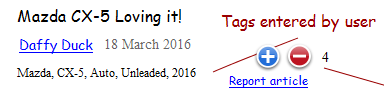 Mazda CX-5 Loving it!
Daffy Duck 18 March 2016
Mazda, CX-5, Auto, Unleaded, 2016
Tags entered by user
4
Report article